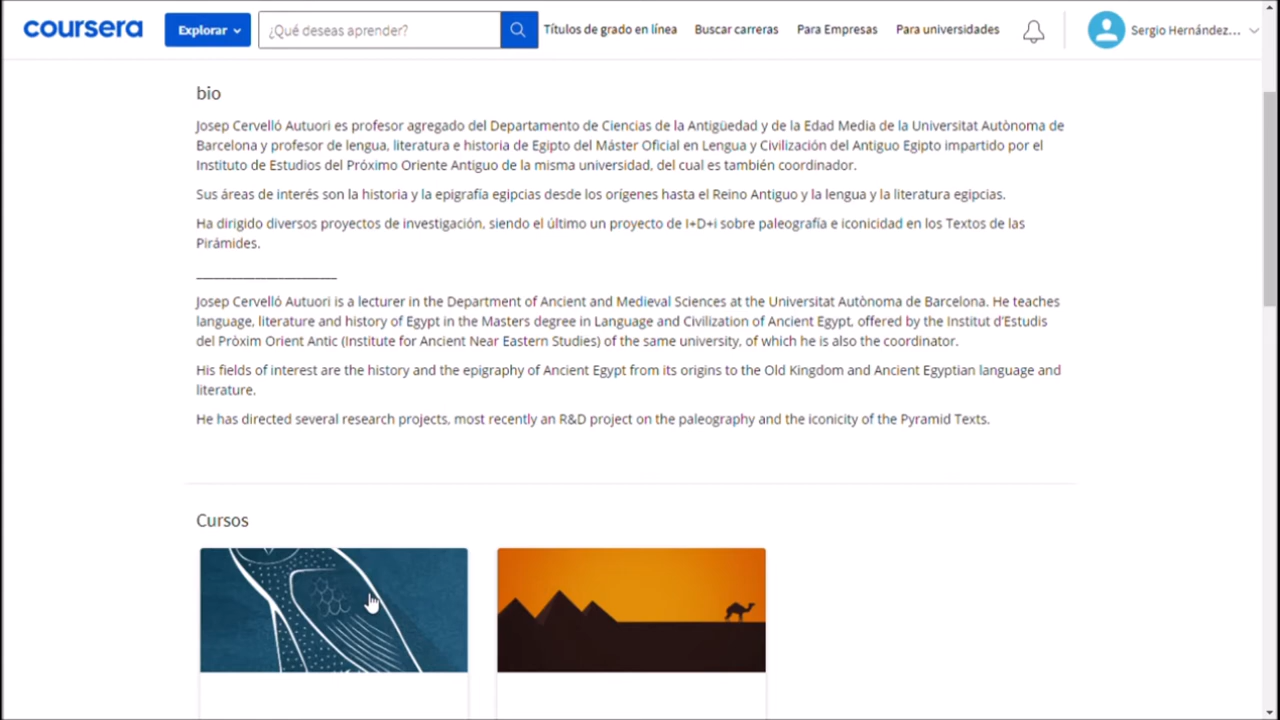 coursera
Explorar
¿Qué deseas aprender?
Títulos de grado en línea
Buscar carreras
Para Empresas
Para universidades
Sergio Hernández...
bio
Josep Cervelló Autuori es profesor agregado del Departamento de Ciencias de la Antigüedad y de la Edad Media de la Universitat Autònoma de
Barcelona y profesor de lengua, literatura e historia de Egipto del Máster Oficial en Lengua y Civilización del Antiguo Egipto impartido por el
Instituto de Estudios del Próximo Oriente Antiguo de la misma universidad, del cual es también coordinador.
Sus áreas de interés son la historia y la epigrafía egipcias desde los orígenes hasta el Reino Antiguo y la lengua y la literatura egipcias.
Ha dirigido diversos proyectos de investigación, siendo el último un proyecto de I+D+i sobre paleografía e iconicidad en los Textos de las
Pirámides.
Josep Cervelló Autuori is a lecturer in the Department of Ancient and Medieval Sciences at the Universitat Autònoma de Barcelona. He teaches
language, literature and history of Egypt in the Masters degree in Language and Civilization of Ancient Egypt, offered by the Institut d'Estudis
del Pròxim Orient Antic (Institute for Ancient Near Eastern Studies) of the same university, of which he is also the coordinator.
His fields of interest are the history and the epigraphy of Ancient Egypt from its origins to the Old Kingdom and Ancient Egyptian language and
literature.
He has directed several research projects, most recently an R&D project on the paleography and the iconicity of the Pyramid Texts.
Cursos